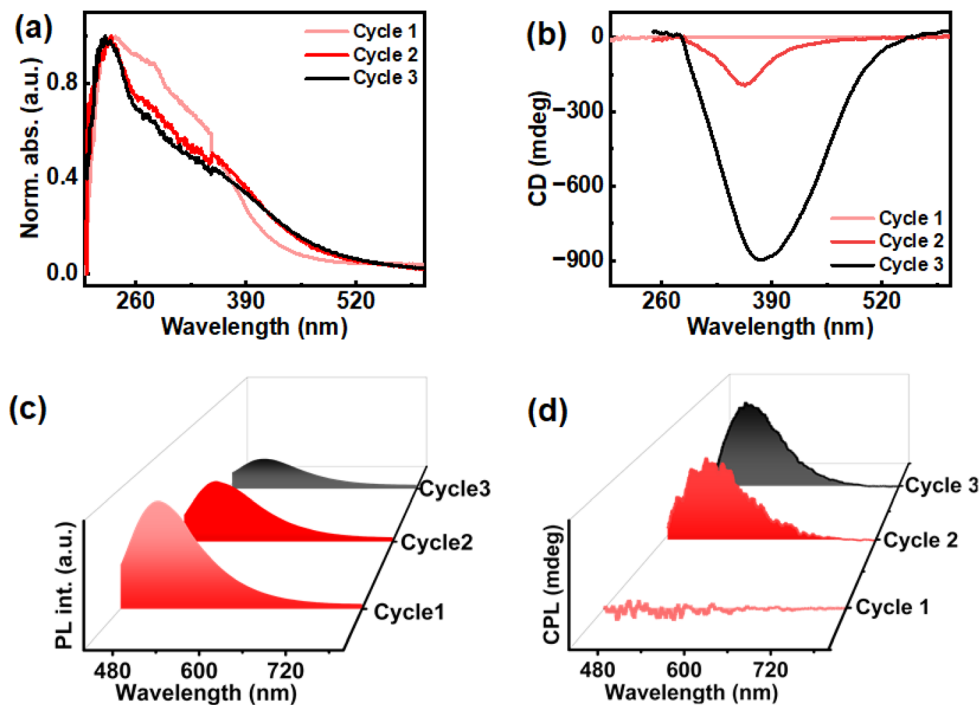 (a)
Cycle 1
Cycle 2
Cycle 3
Norm. abs. (a.u.)
0.8
0.4
0.0
260 390 520
Wavelength (nm)
(b)
0
−300
−600
−900
CD (mdeg)
Cycle 1
Cycle 2
Cycle 3
260 390 520
Wavelength (nm)
(c)
PL int. (a.u.)
Cycle3
Cycle2
Cycle1
480 600 720
Wavelength (nm)
(d)
CPL (mdeg)
Cycle 3
Cycle 2
Cycle 1
480 600 720
Wavelength (nm)